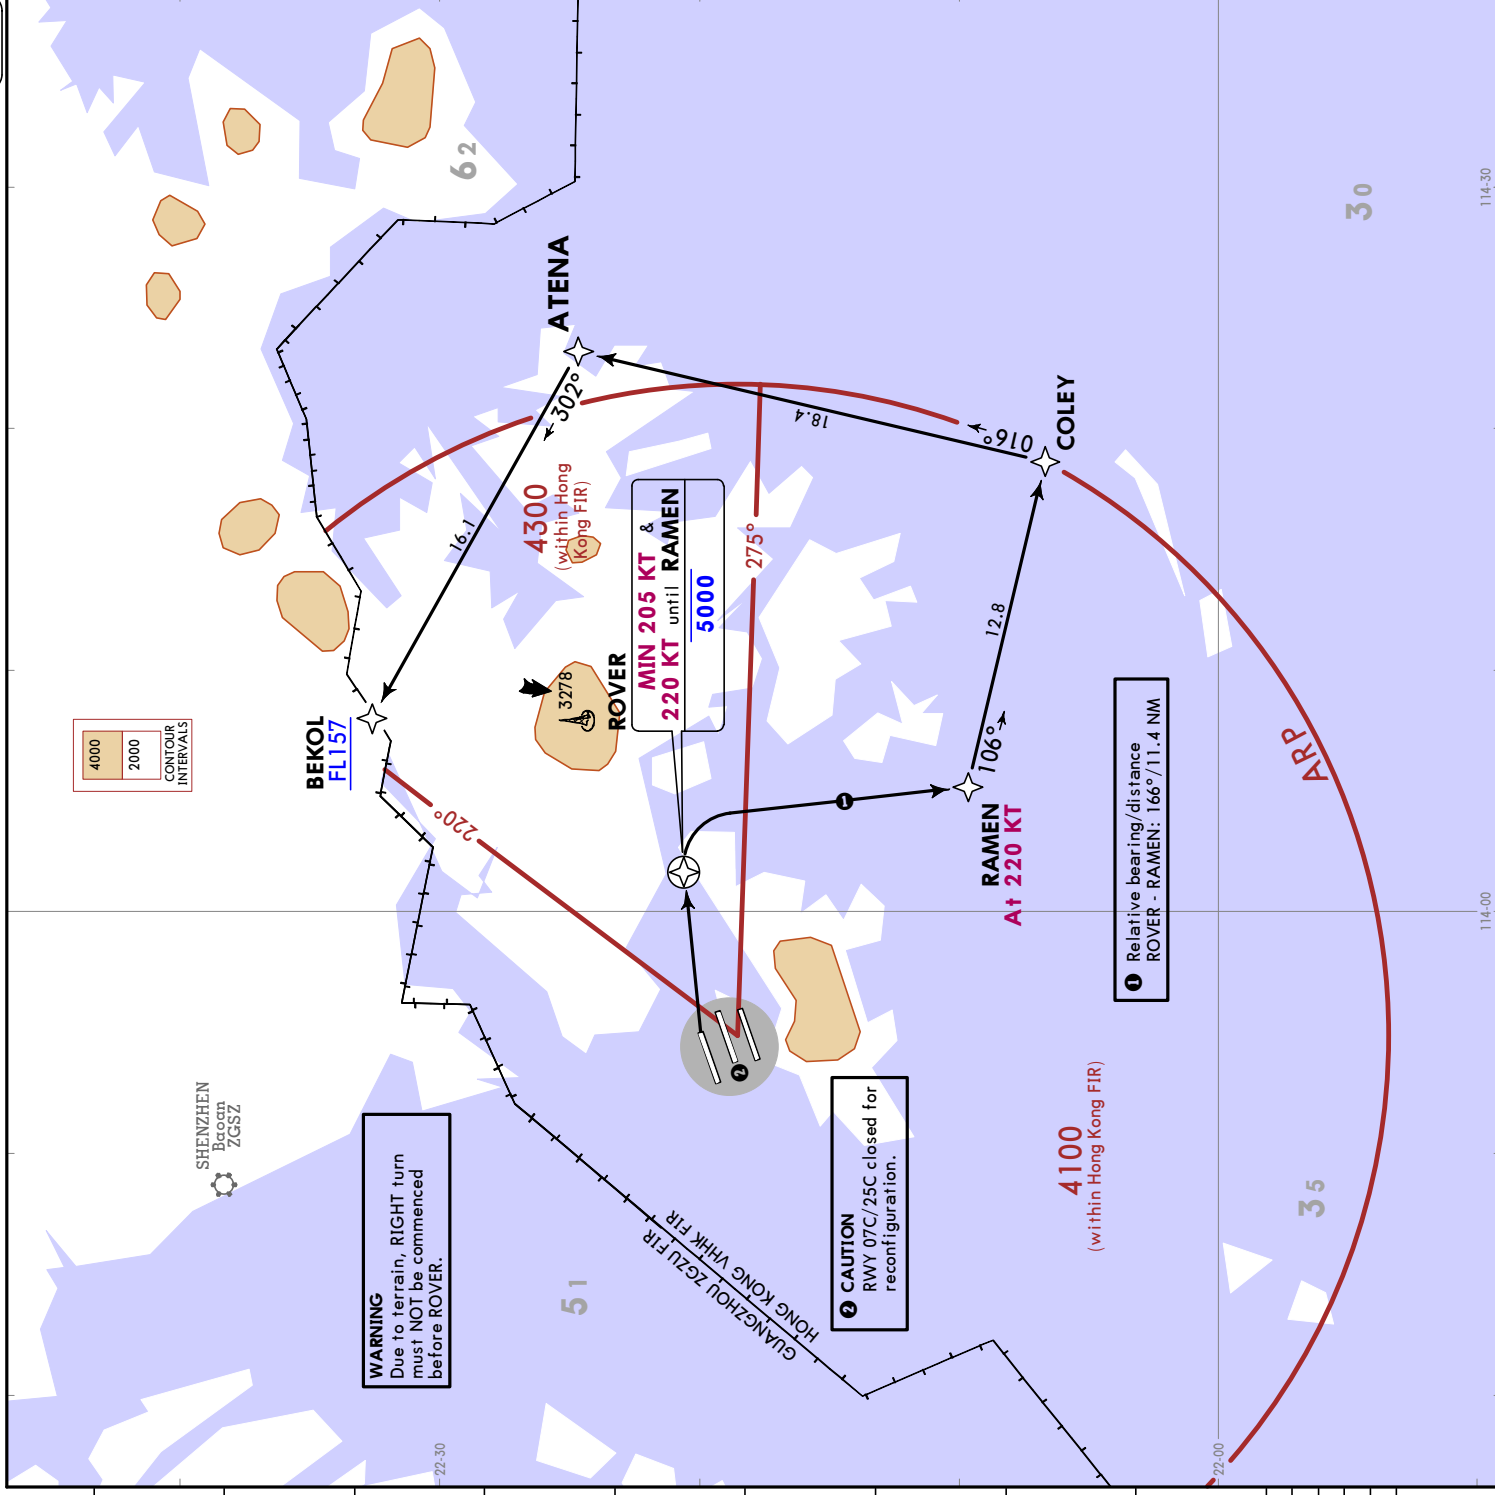 4000
2000
CONTOUR
INTERVALS
SHENZHEN
Baoan
ZGSZ
BEKOL
FL157
WARNING
Due to terrain, RIGHT turn
must NOT be commenced
before ROVER.
220°
16.1
302°
ATENA
62
4300
(within Hong
Kong FIR)
3278
ROVER
MIN 205 KT &
220 KT until RAMEN
5000
275°
18.4
016°
COLEY
12.8
106°
RAMEN
At 220 KT
1
2
51
GUANGZHOU ZGZU FIR
HONG KONG VHHK FIR
2 CAUTION
RWY 07C/25C closed for
reconfiguration.
4100
(within Hong Kong FIR)
1 Relative bearing/distance
ROVER - RAMEN: 166°/11.4 NM
ARP
35
30
22-30
22-00
114-00
114-30